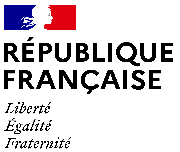 RÉPUBLIQUE
FRANÇAISE
Liberté
Égalité
Fraternité